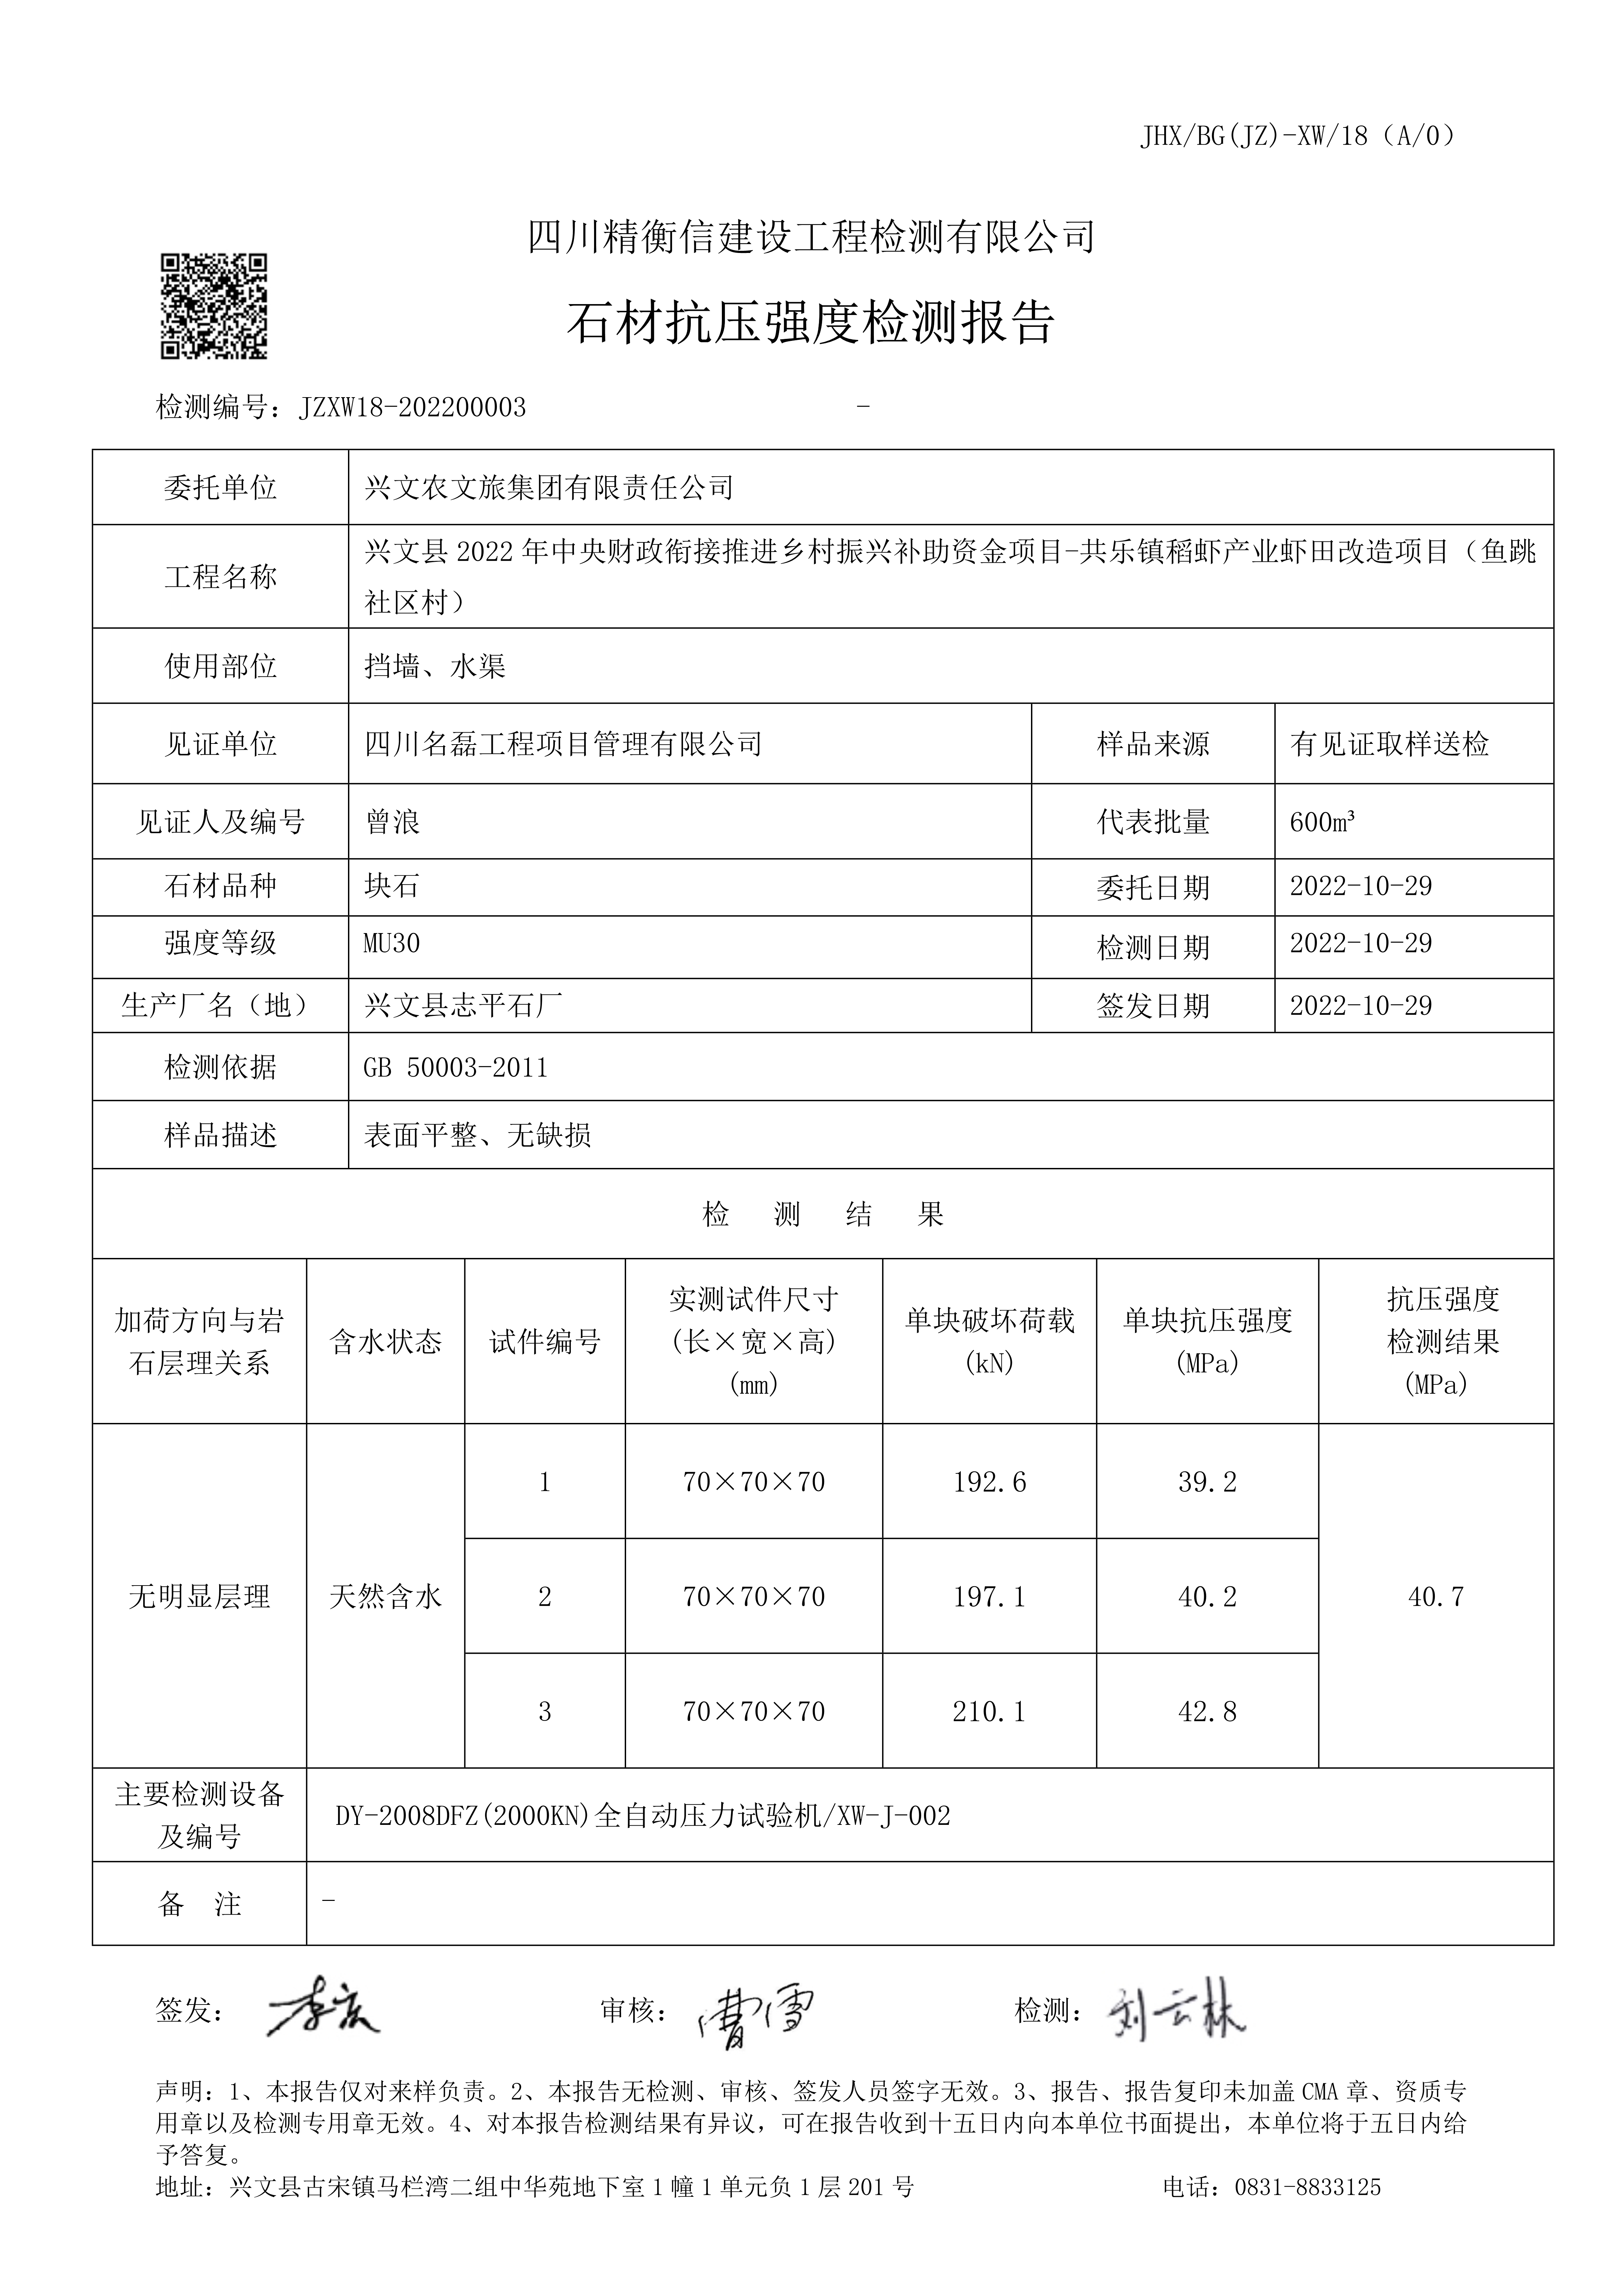 JHX/BG(JZ)-XW/18（A/0）
四川精衡信建设工程检测有限公司
石材抗压强度检测报告
检测编号：JZXW18-202200003 -
委托单位 兴文农文旅集团有限责任公司
工程名称 兴文县 2022 年中央财政衔接推进乡村振兴补助资金项目-共乐镇稻虾产业虾田改造项目（鱼跳
社区村）
使用部位 挡墙、水渠
见证单位 四川名磊工程项目管理有限公司 样品来源 有见证取样送检
见证人及编号 曾浪 代表批量 600m³
石材品种 块石 委托日期 2022-10-29
强度等级 MU30 检测日期 2022-10-29
生产厂名（地） 兴文县志平石厂 签发日期 2022-10-29
检测依据 GB 50003-2011
样品描述 表面平整、无缺损
检 测 结 果
加荷方向与岩
石层理关系
含水状态
试件编号
实测试件尺寸
(长×宽×高)
(mm)
单块破坏荷载
(kN)
单块抗压强度
(MPa)
抗压强度
检测结果
(MPa)
1 70×70×70 192.6 39.2
无明显层理 天然含水 2 70×70×70 197.1 40.2 40.7
3 70×70×70 210.1 42.8
主要检测设备
及编号
DY-2008DFZ(2000KN)全自动压力试验机/XW-J-002
备 注 -
签发： 审核：曹雪 检测：刘云林
声明：1、本报告仅对来样负责。2、本报告无检测、审核、签发人员签字无效。3、报告、报告复印未加盖 CMA 章、资质专
用章以及检测专用章无效。4、对本报告检测结果有异议，可在报告收到十五日内向本单位书面提出，本单位将于五日内给
予答复。
地址：兴文县古宋镇马栏湾二组中华苑地下室 1 幢 1 单元负 1 层 201 号 电话：0831-8833125